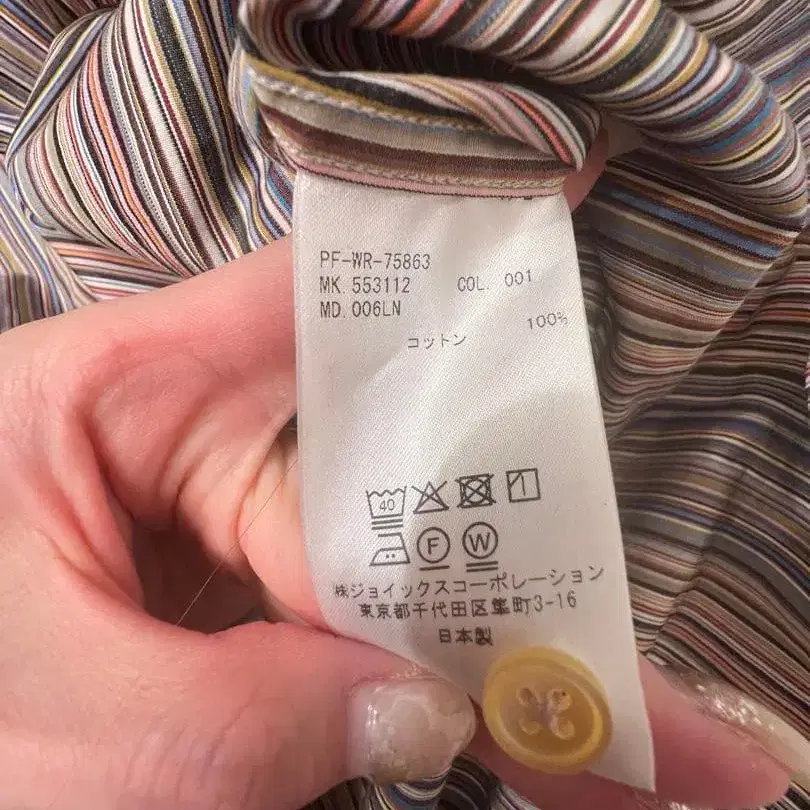 PF-WR-75863
MK.553112 COL. 001
MD.006LN
コットン 100%
40
F W
㈱ジョイックスコーポレーション
東京都千代田区隼町3-16
日本製